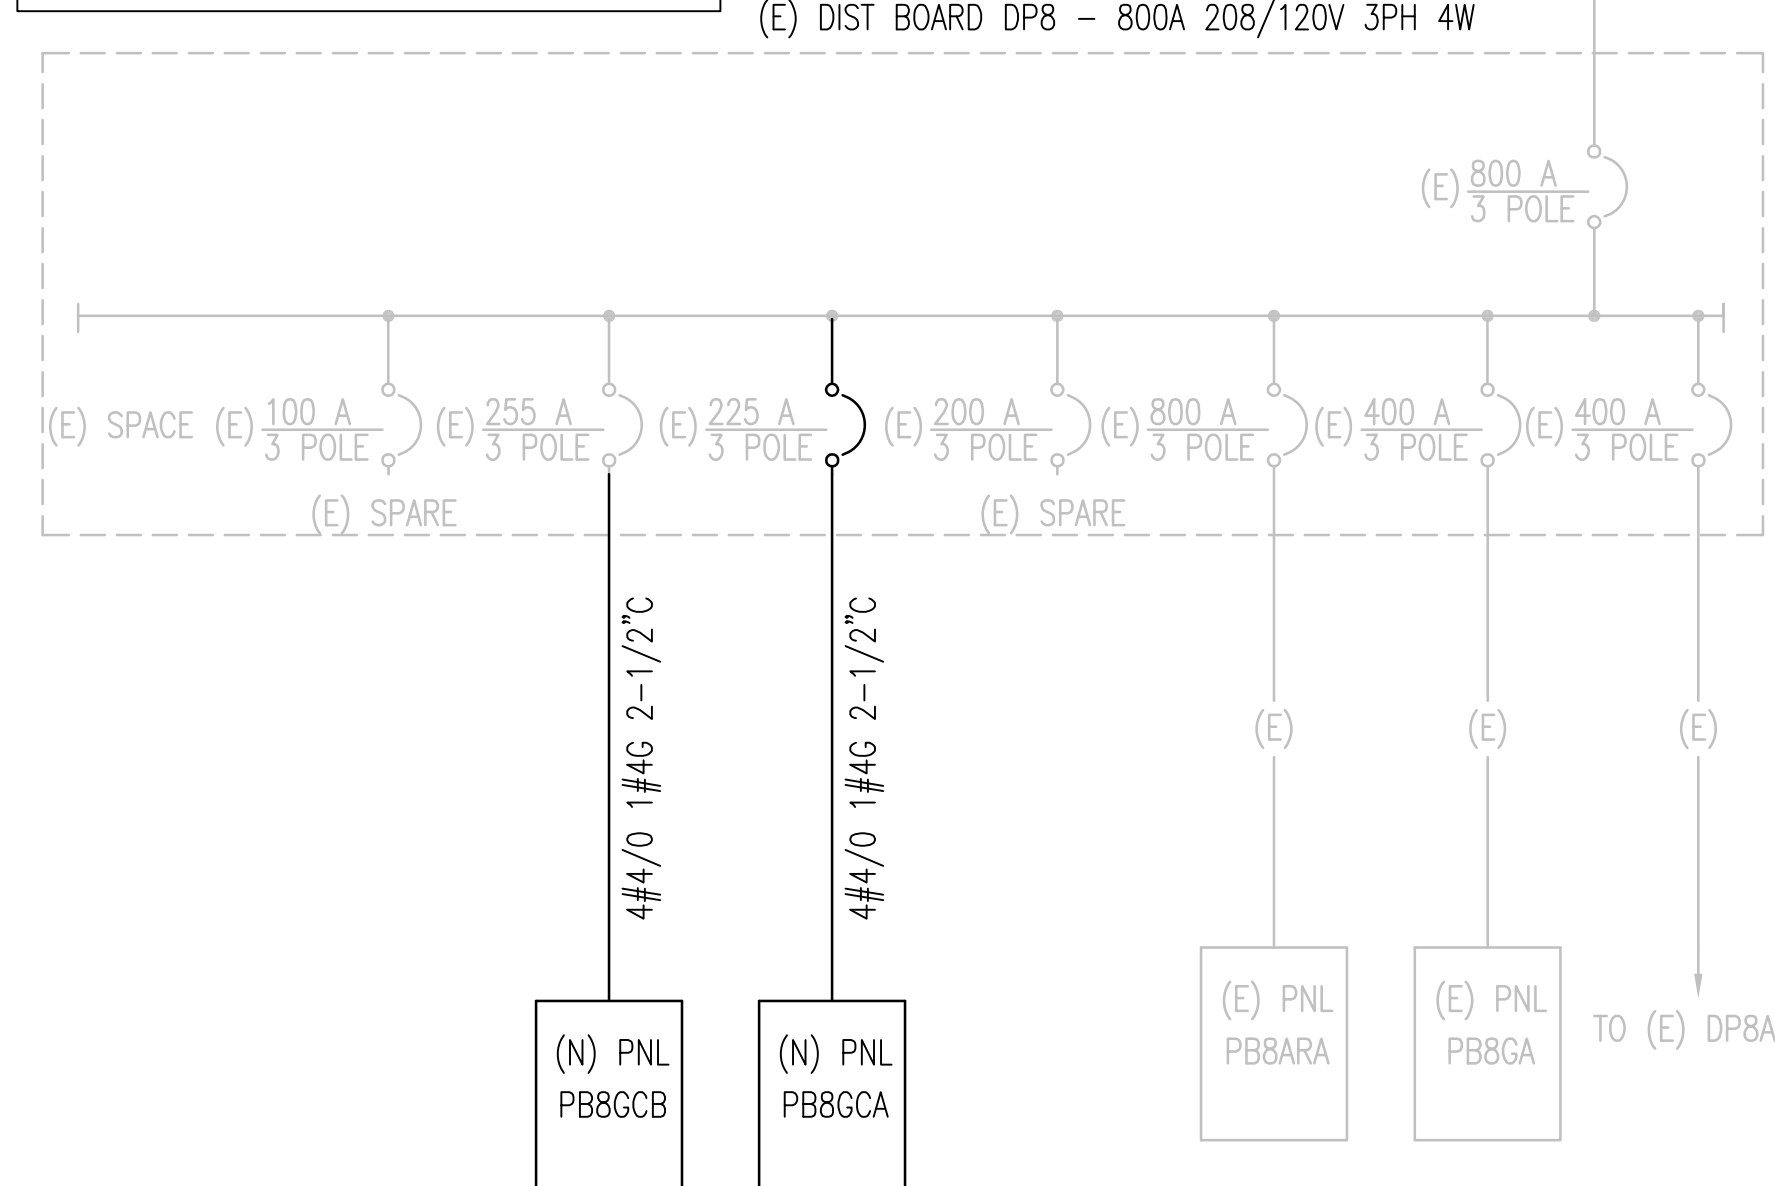 (E) DIST BOARD DP8 - 800A 208/120V 3PH 4W
(E) 800 A
3 POLE
(E) SPACE
(E) 100 A
3 POLE
(E) 255 A
3 POLE
(E) 225 A
3 POLE
(E) 200 A
3 POLE
(E) 800 A
3 POLE
(E) 400 A
3 POLE
(E) 400 A
3 POLE
(E) SPARE
(E) SPARE
4#4/0 1#4G 2-1/2"C
4#4/0 1#4G 2-1/2"C
(E)
(E)
(E)
(N) PNL
PB8GCB
(N) PNL
PB8GCA
(E) PNL
PB8ARA
(E) PNL
PB8GA
TO (E) DP8A